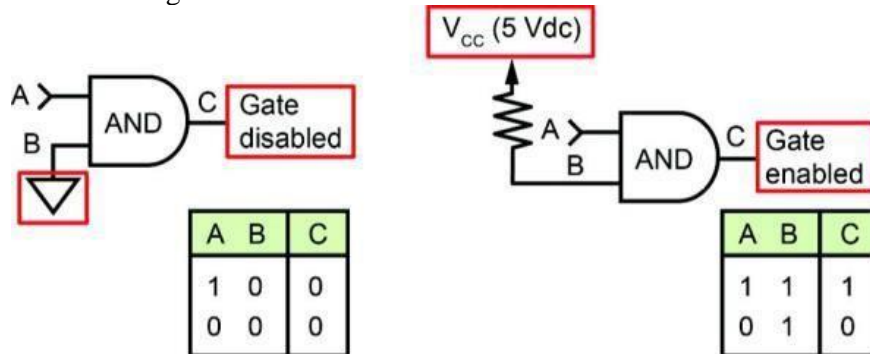 A
B
AND
C
Gate
disabled
A B C
1 0 0
0 0 0
V_CC (5 Vdc)
A
B
AND
C
Gate
enabled
A B C
1 1 1
0 1 0